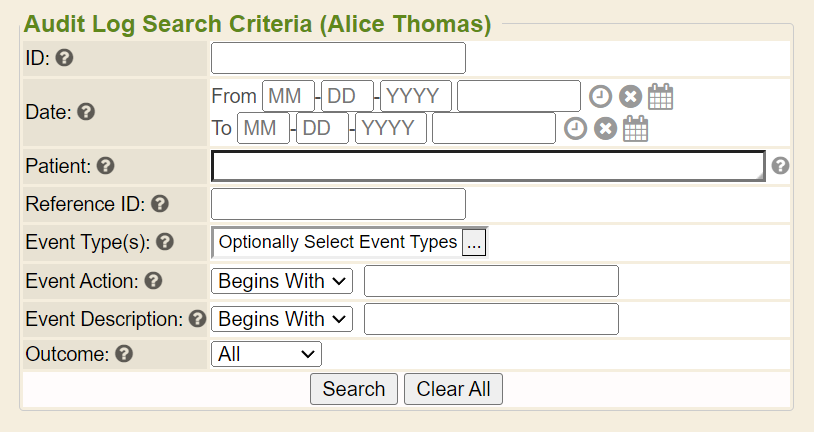 Audit Log Search Criteria (Alice Thomas)
ID: ?
Date: ? From MM - DD - YYYY
To MM - DD - YYYY
Patient: ? ?
Reference ID: ?
Event Type(s): ? Optionally Select Event Types ...
Event Action: ? Begins With
Event Description: ? Begins With
Outcome: ? All
Search Clear All